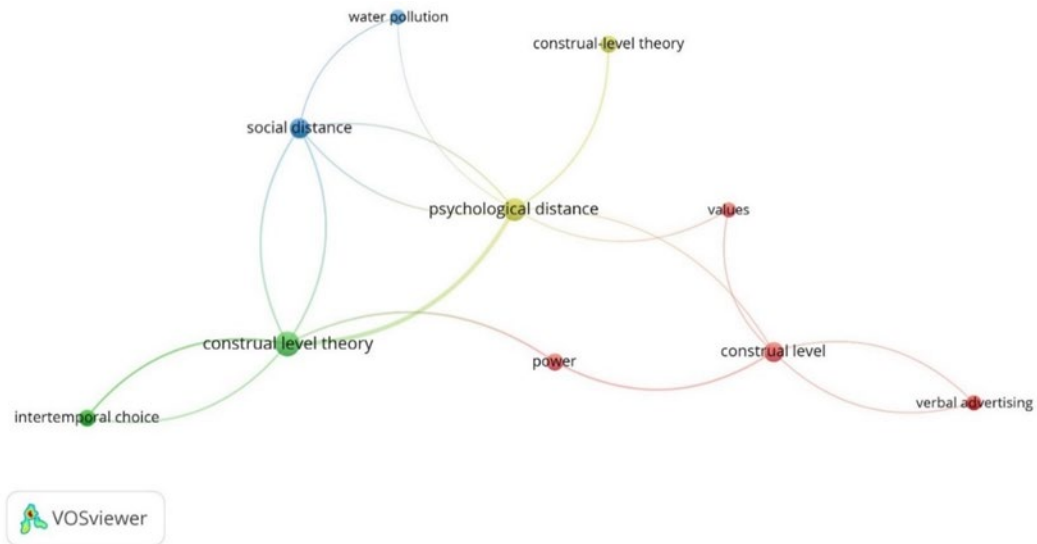 water pollution
construal-level theory
social distance
psychological distance
values
construal level theory
construal level
power
verbal advertising
intertemporal choice
VOSviewer